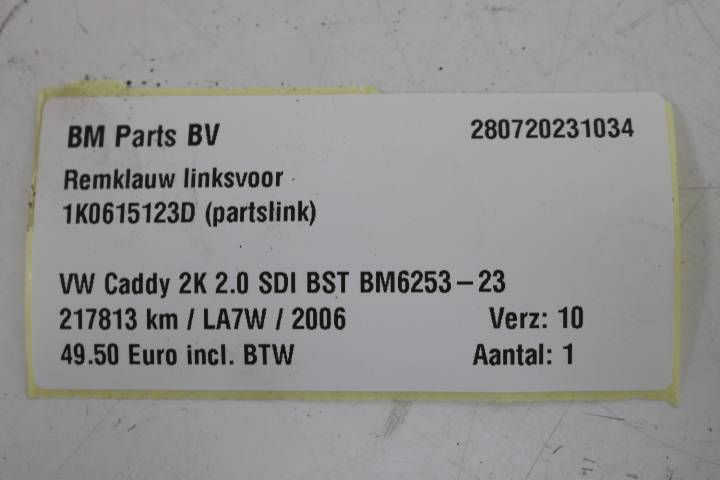 BM Parts BV 280720231034
Remklauw linksvoor
1K0615123D (partslink)
VW Caddy 2K 2.0 SDI BST BM6253-23
217813 km / LA7W / 2006 Verz: 10
49.50 Euro incl. BTW Aantal: 1